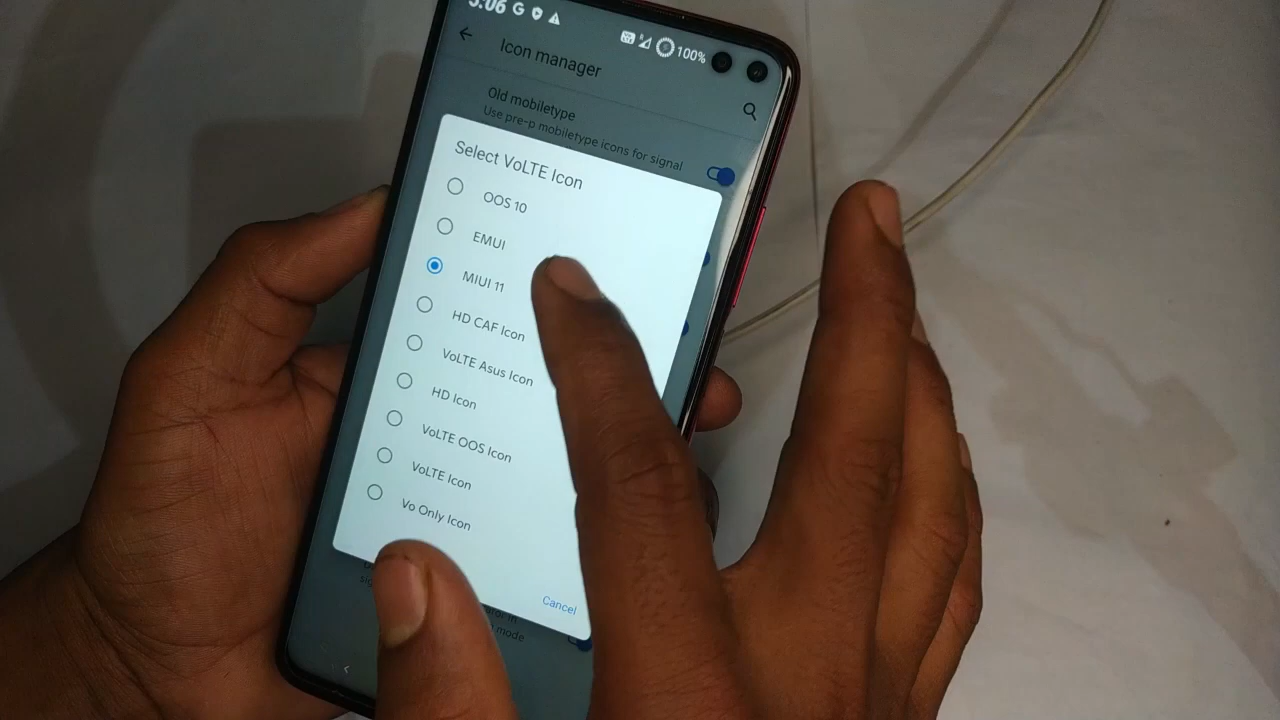 5:06 G
100%
Icon manager
Old mobiletype
Use pre-p mobiletype icons for signal
Select VoLTE Icon
OOS 10
EMUI
MIUI 11
HD CAF Icon
VoLTE Asus Icon
HD Icon
VoLTE OOS Icon
VoLTE Icon
Vo Only Icon
Cancel
mode